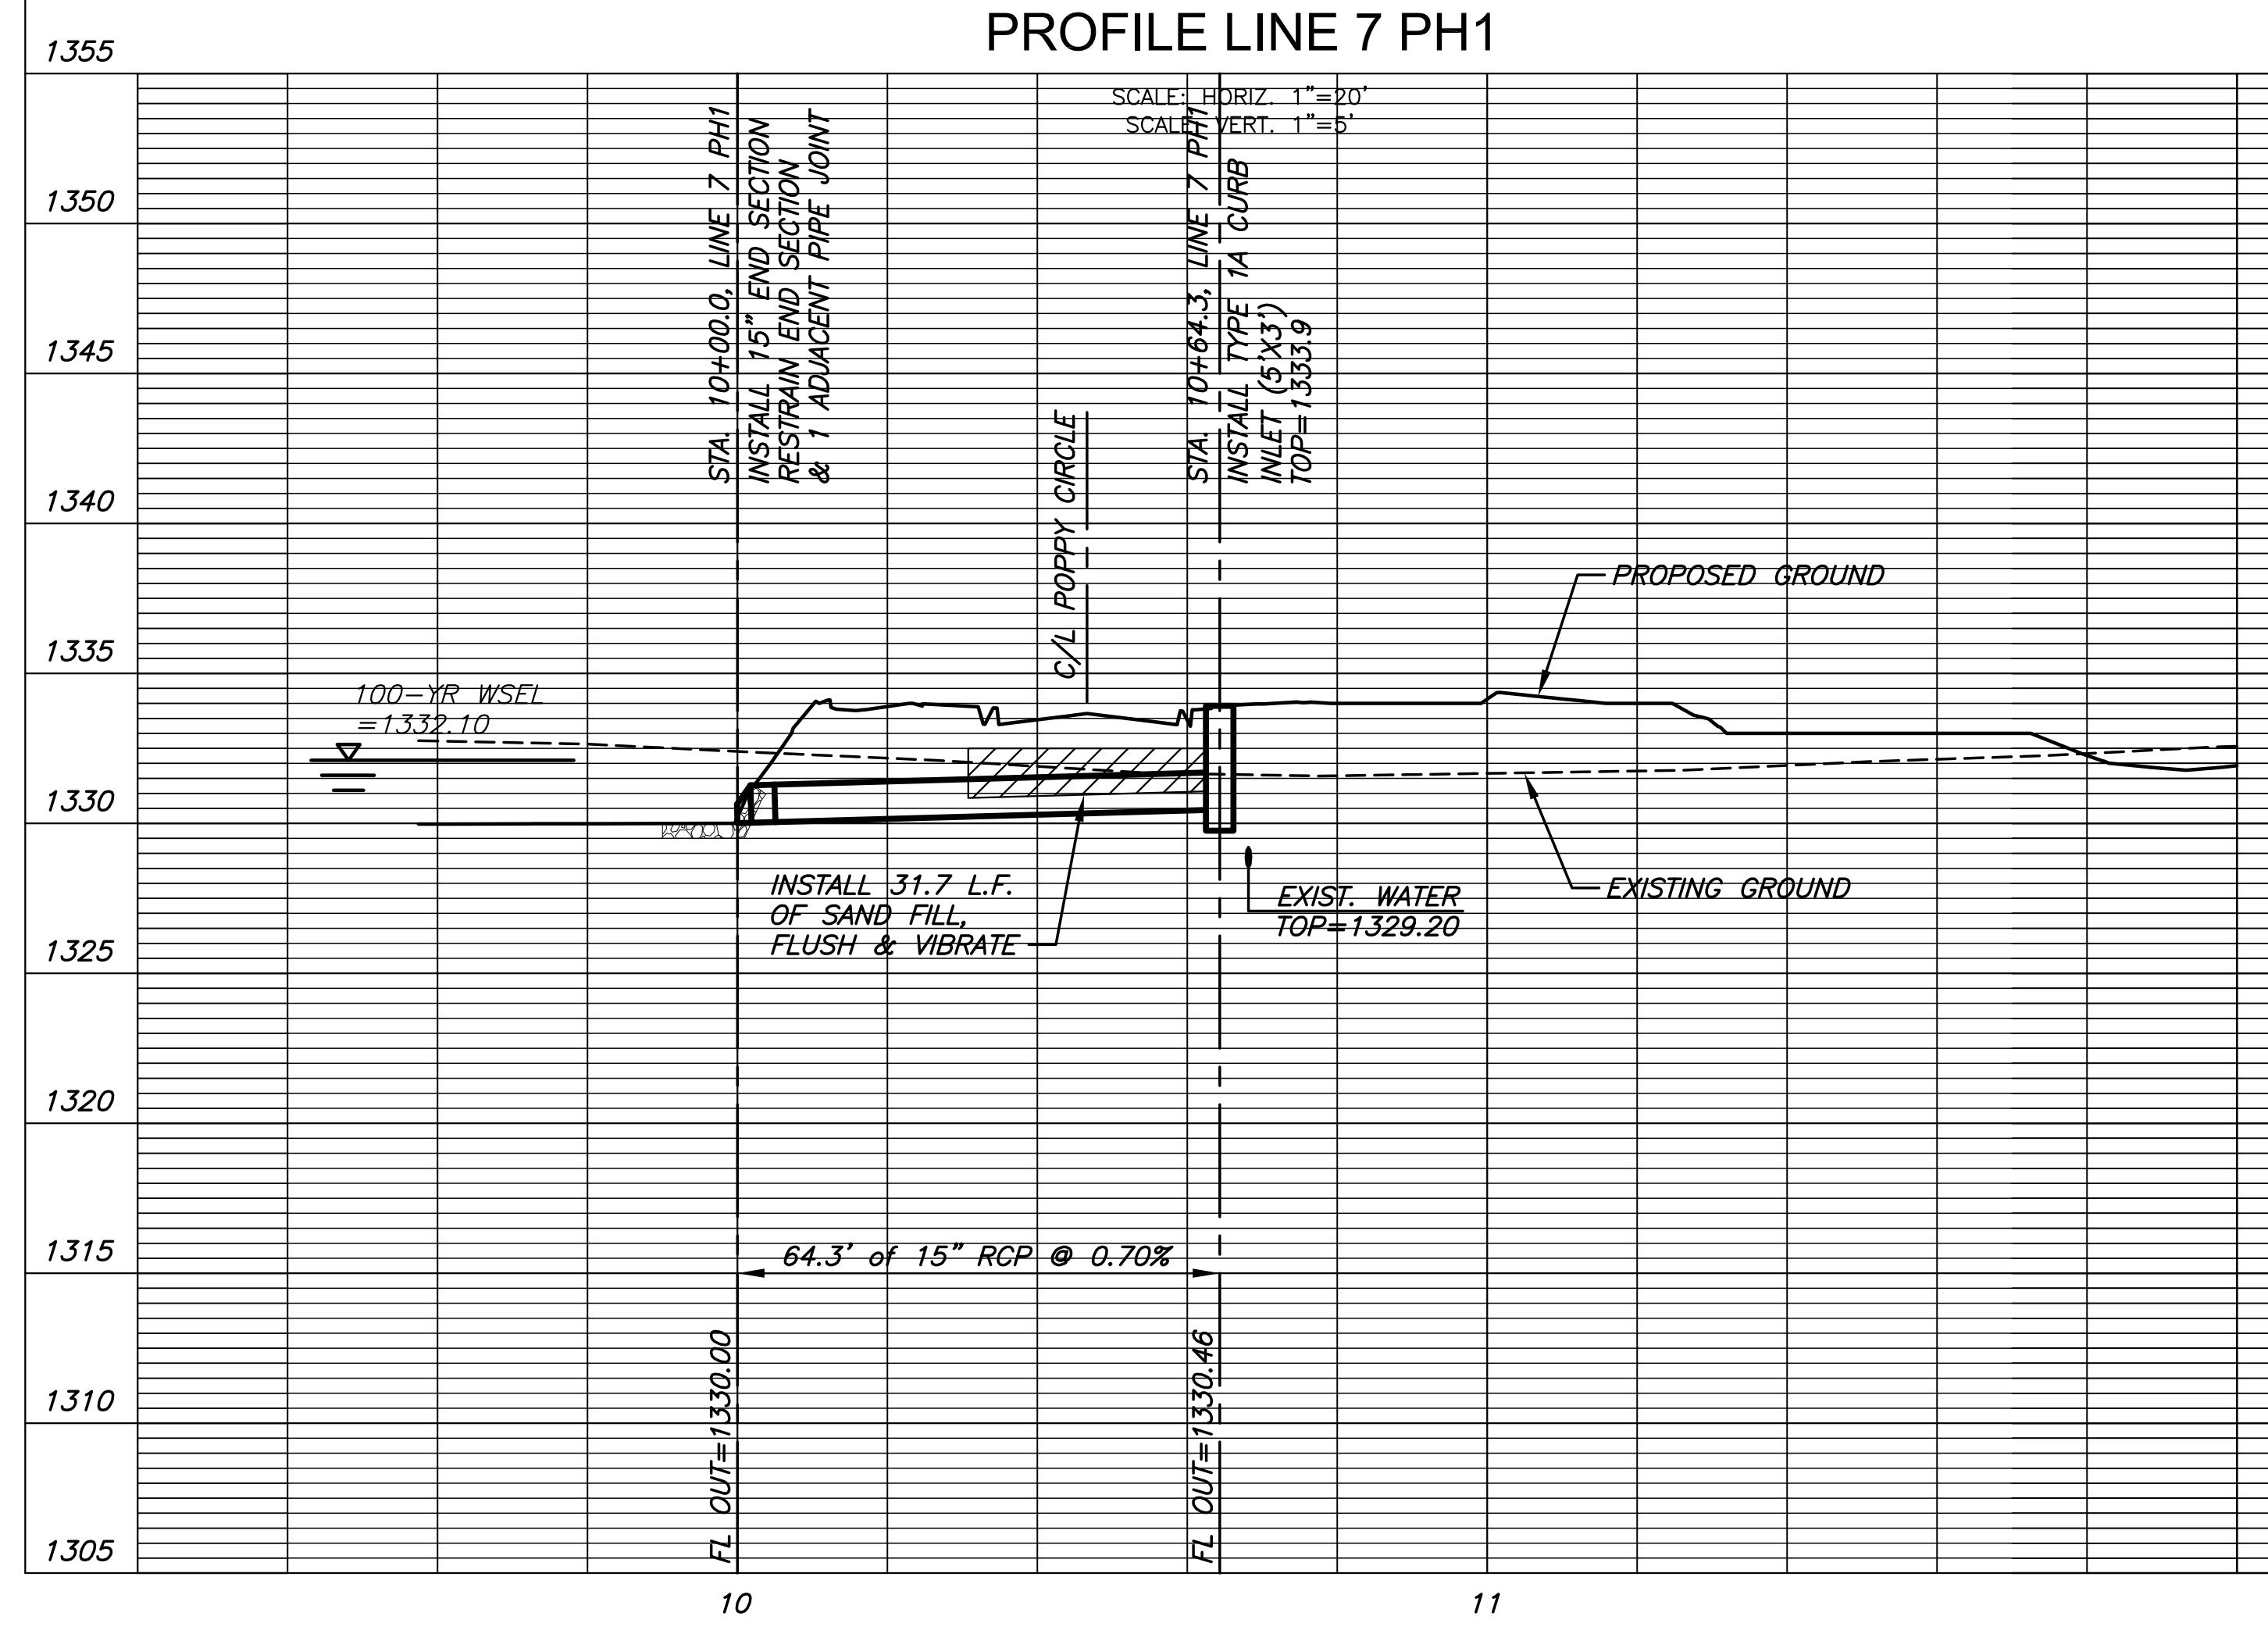 PROFILE LINE 7 PH1
SCALE: HORIZ. 1"=20'
SCALE: VERT. 1"=5'
1355
1350
1345
1340
1335
1330
1325
1320
1315
1310
1305
STA. 10+00.0, LINE 7 PH1
INSTALL 15" END SECTION
RESTRAIN END SECTION
& 1 ADJACENT PIPE JOINT
C/L POPPY CIRCLE
STA. 10+64.3, LINE 7 PH1
INSTALL TYPE 1A CURB
INLET (5'X3')
TOP=1333.9
PROPOSED GROUND
100-YR WSEL
=1332.10
INSTALL 31.7 L.F.
OF SAND FILL,
FLUSH & VIBRATE
EXIST. WATER
TOP=1329.20
EXISTING GROUND
64.3' of 15" RCP @ 0.70%
FL OUT=1330.00
FL OUT=1330.46
10
11